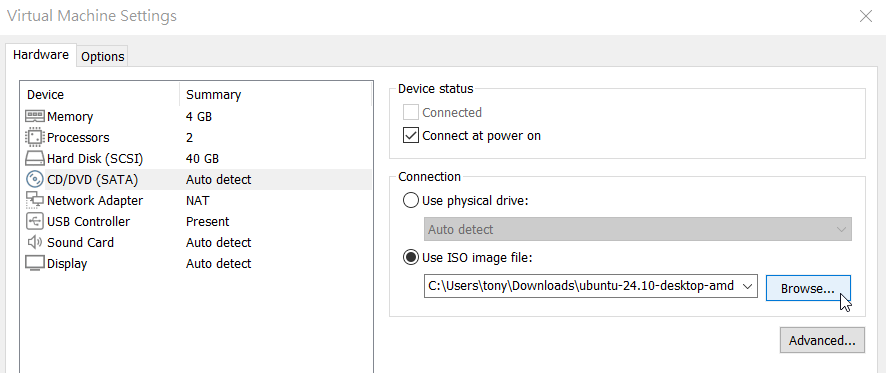 Virtual Machine Settings
Hardware Options
Device Summary
Memory 4 GB
Processors 2
Hard Disk (SCSI) 40 GB
CD/DVD (SATA) Auto detect
Network Adapter NAT
USB Controller Present
Sound Card Auto detect
Display Auto detect
Device status
Connected
Connect at power on
Connection
Use physical drive:
Auto detect
Use ISO image file:
C:\Users\tony\Downloads\ubuntu-24.10-desktop-amd
Browse...
Advanced...